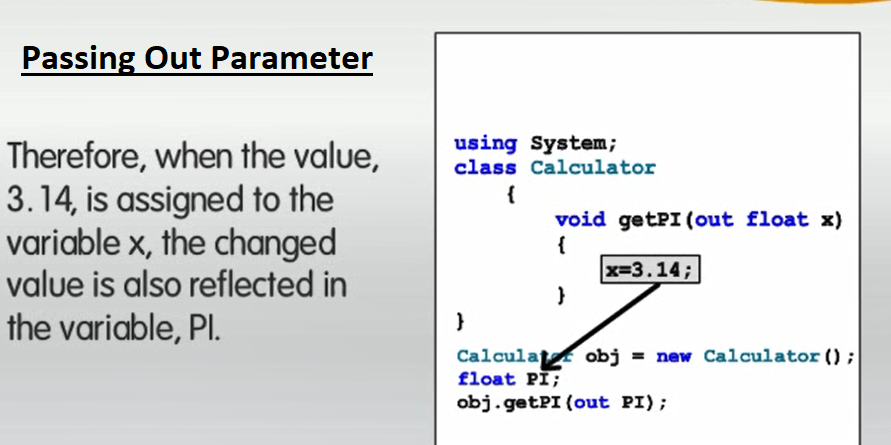 Passing Out Parameter
Therefore, when the value,
3.14, is assigned to the
variable x, the changed
value is also reflected in
the variable, PI.
using System;
class Calculator
{
void getPI(out float x)
{
x=3.14;
}
}
Calculator obj = new Calculator();
float PI;
obj.getPI(out PI);